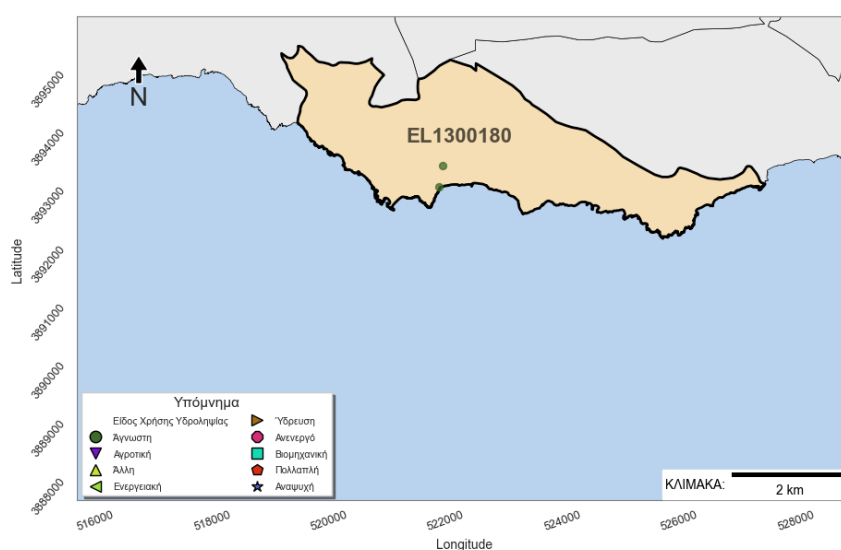 EL1300180
N
3895000
3894000
3893000
3892000
3891000
3890000
3889000
3888000
Latitude
Υπόμνημα
Είδος Χρήσης Υδροληψίας
Άγνωστη
Αγροτική
Άλλη
Ενεργειακή
Ύδρευση
Ανενεργό
Βιομηχανική
Πολλαπλή
Αναψυχή
ΚΛΙΜΑΚΑ:
2 km
516000
518000
520000
522000
524000
526000
528000
Longitude